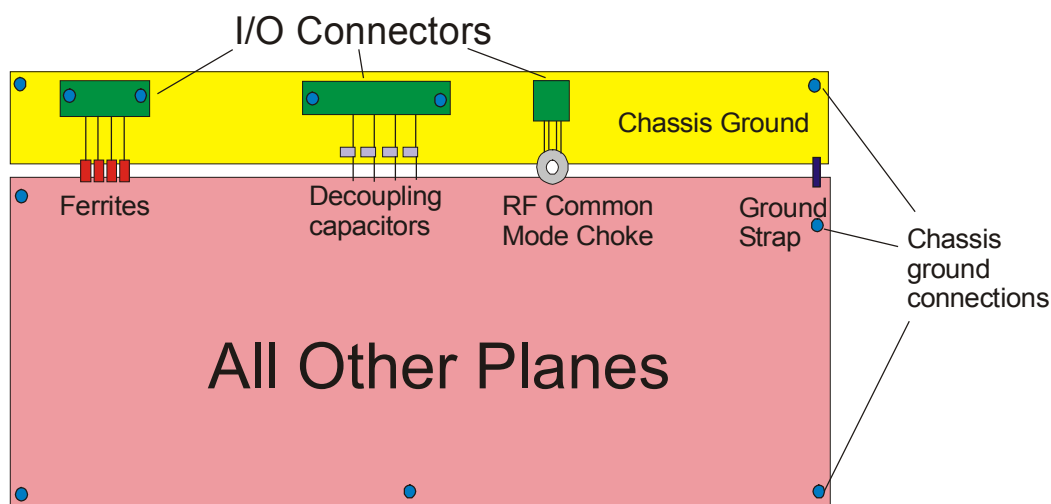 I/O Connectors
Chassis Ground
Ferrites
Decoupling
capacitors
RF Common
Mode Choke
Ground
Strap
Chassis
ground
connections
All Other Planes